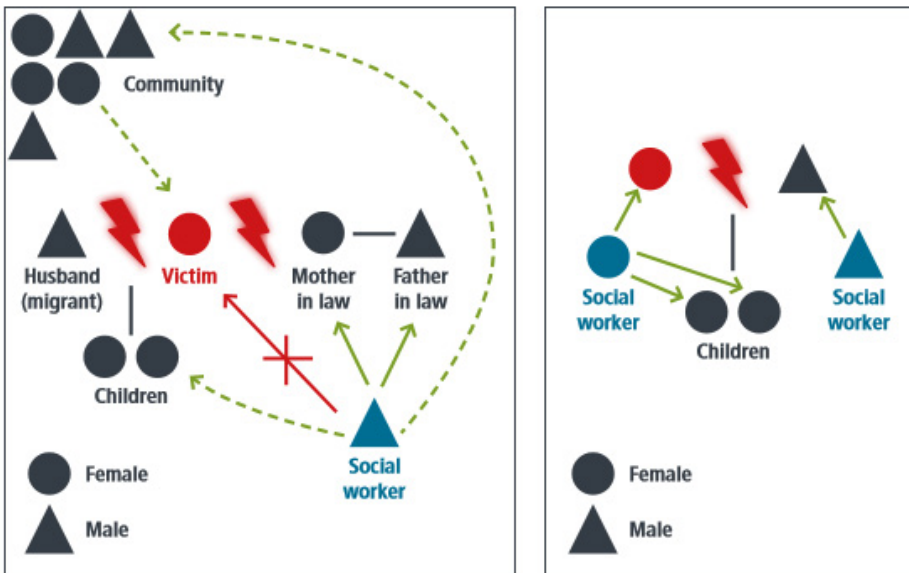 Community
Husband
(migrant)
Victim
Mother
in law
Father
in law
Children
Social
worker
Female
Male
Social
worker
Social
worker
Children
Female
Male